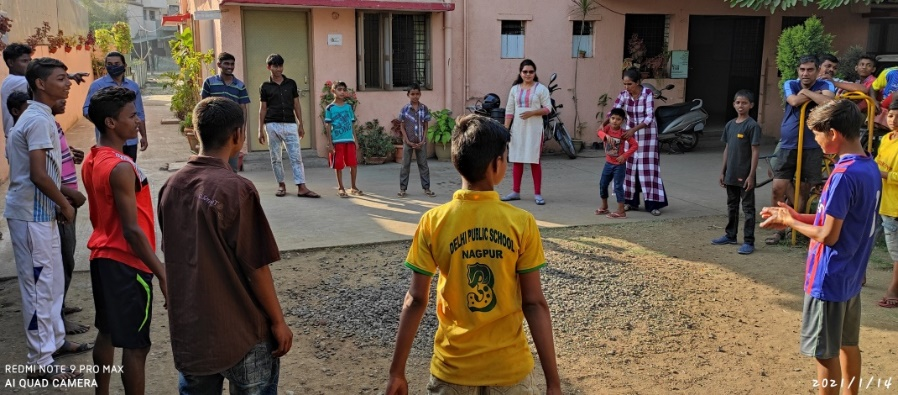 DELHI PUBLIC SCHOOL
NAGPUR
3
REDMI NOTE 9 PRO MAX
AI QUAD CAMERA
2021/1/14